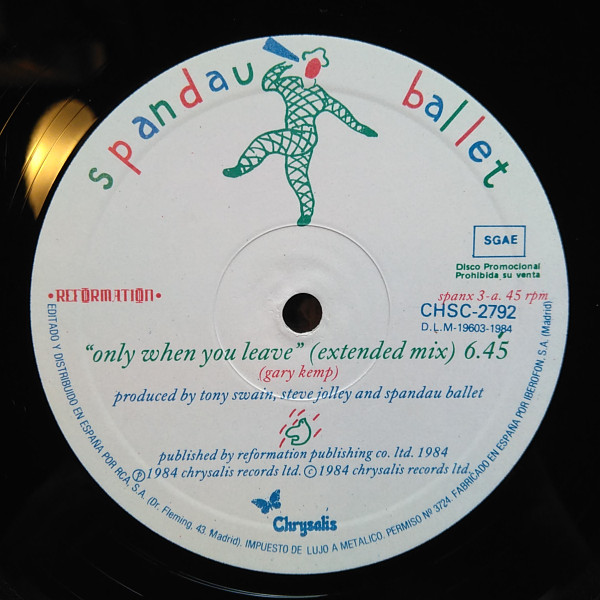 spandau ballet
SGAE
Disco Promocional
Prohibida su venta
•REFORMATION•
spanx 3-a. 45 rpm
CHSC-2792
D.L.M-19603-1984
"only when you leave" (extended mix) 6.45
(gary kemp)
produced by tony swain, steve jolley and spandau ballet
published by reformation publishing co. ltd. 1984
℗1984 chrysalis records ltd. ©1984 chrysalis records ltd.
Chrysalis
EDITADO Y DISTRIBUIDO EN ESPAÑA POR RCA, S.A. (Dr. Fleming, 43. Madrid). IMPUESTO DE LUJO A METALICO, PERMISO Nº 3724. FABRICADO EN ESPAÑA POR IBEROFON, S.A. (Madrid)